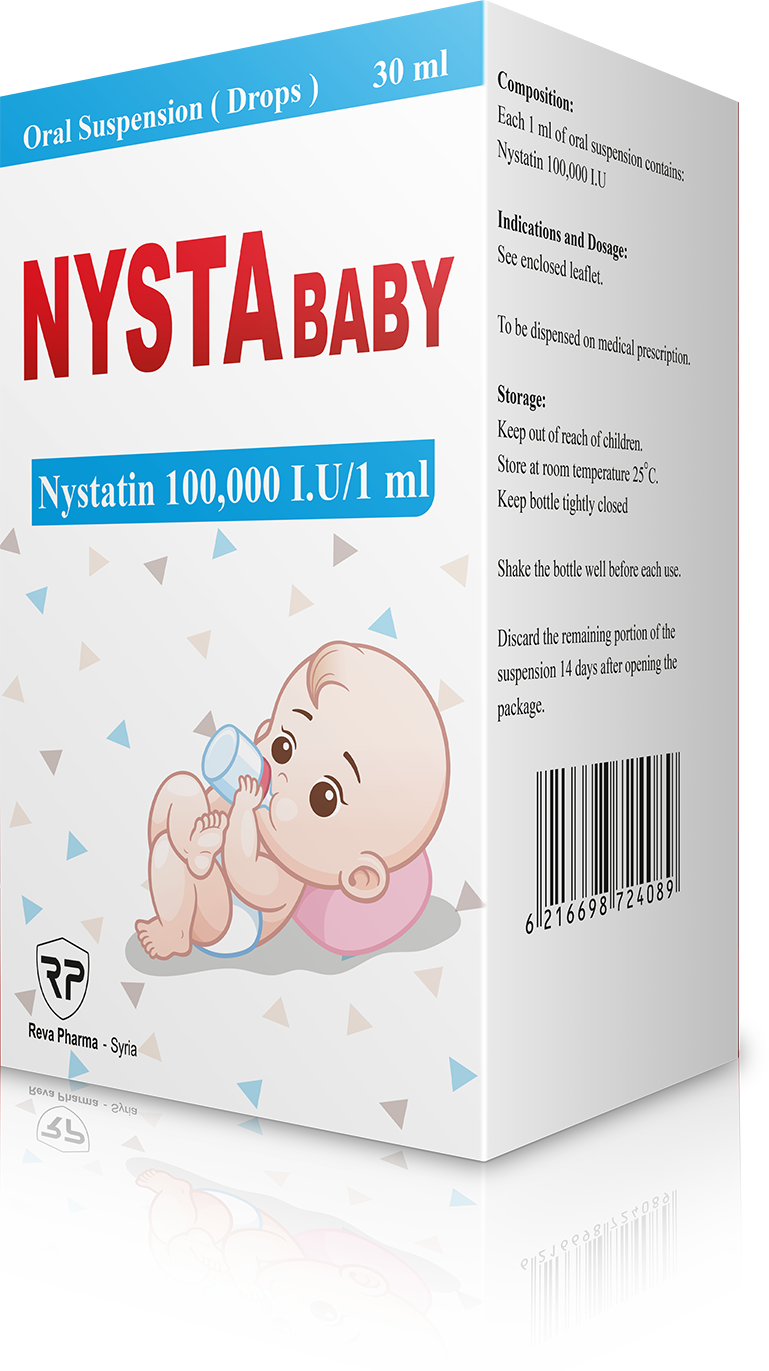 Oral Suspension ( Drops ) 30 ml
NYSTA BABY
Nystatin 100,000 I.U/1 ml
RP
Reva Pharma - Syria
Composition:
Each 1 ml of oral suspension contains:
Nystatin 100,000 I.U
Indications and Dosage:
See enclosed leaflet.
To be dispensed on medical prescription.
Storage:
Keep out of reach of children.
Store at room temperature 25°C.
Keep bottle tightly closed
Shake the bottle well before each use.
Discard the remaining portion of the
suspension 14 days after opening the
package.
6 216698 724089